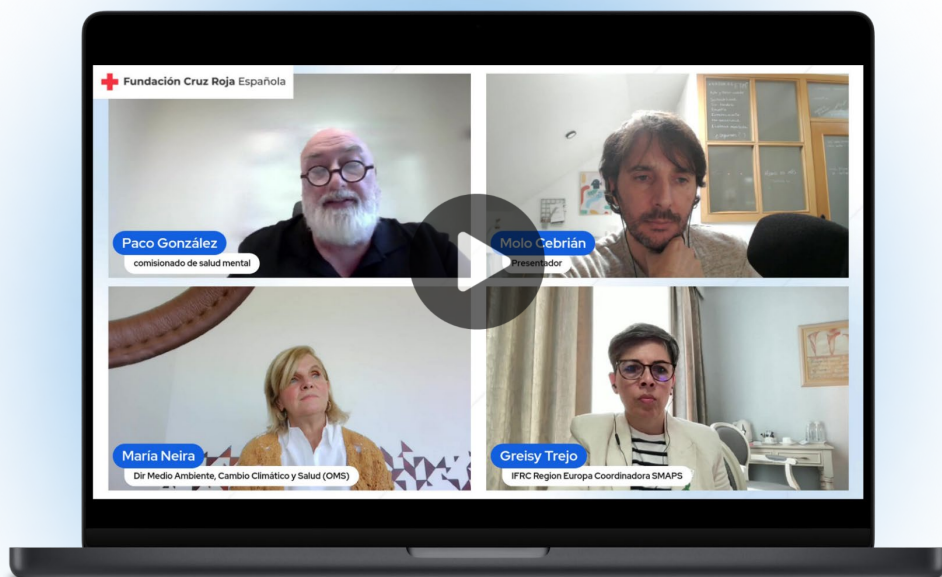 Fundación Cruz Roja Española
Paco González
comisionado de salud mental
Molo Cebrián
Presentador
María Neira
Dir Medio Ambiente, Cambio Climático y Salud (OMS)
Greisy Trejo
IFRC Region Europa Coordinadora SMAPS